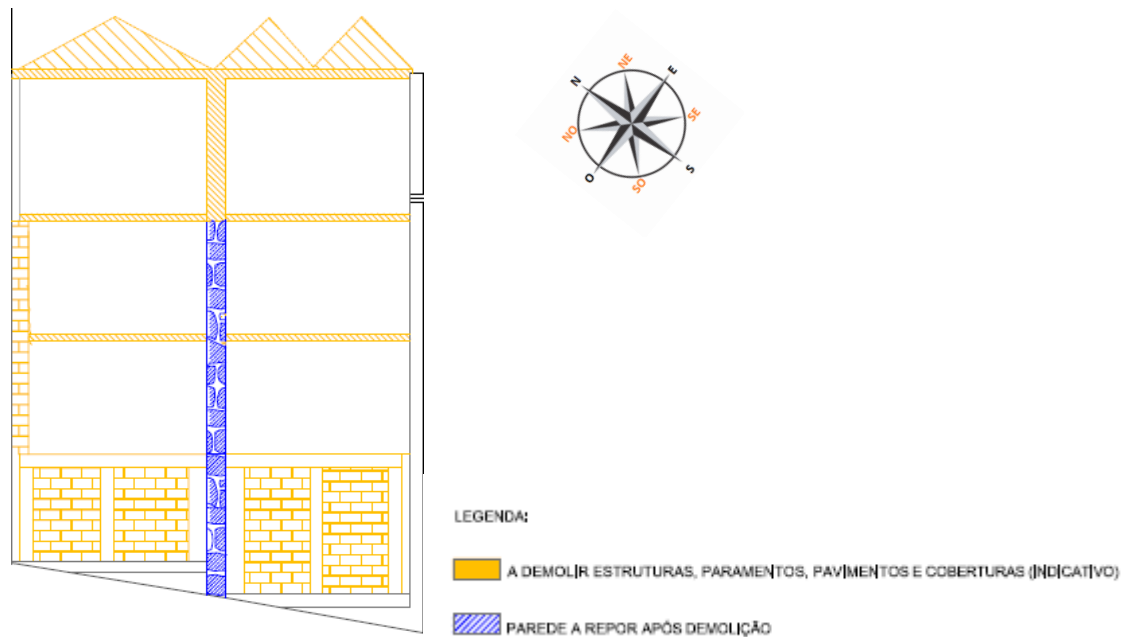 NE
N
E
NO
SE
O
S
SO
LEGENDA:
A DEMOLIR ESTRUTURAS, PARAMENTOS, PAVIMENTOS E COBERTURAS (INDICATIVO)
PAREDE A REPOR APÓS DEMOLIÇÃO